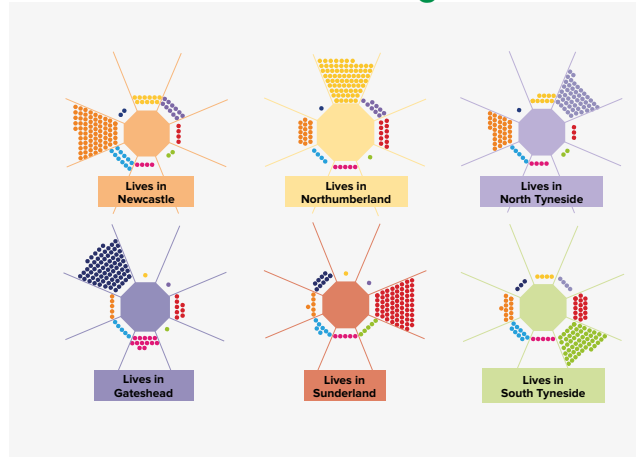 Lives in
Newcastle
Lives in
Northumberland
Lives in
North Tyneside
Lives in
Gateshead
Lives in
Sunderland
Lives in
South Tyneside